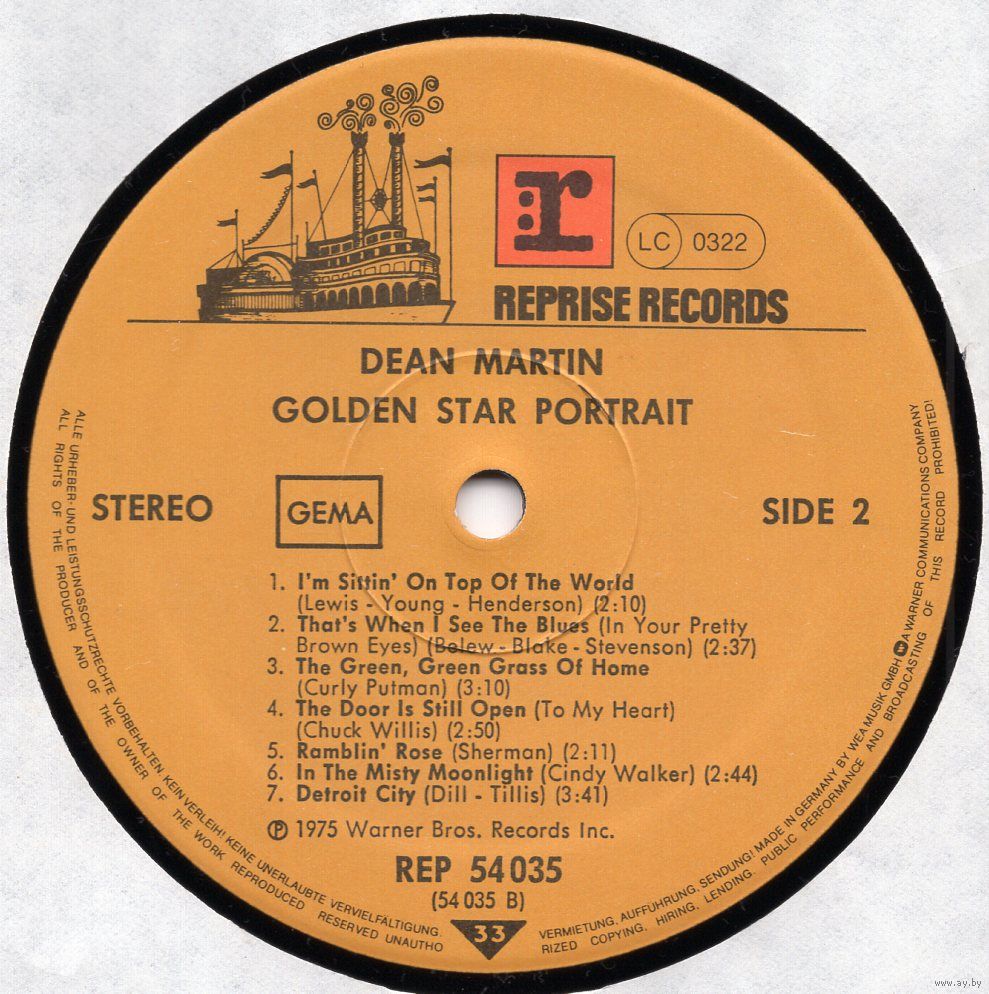 r
LC 0322
REPRISE RECORDS
DEAN MARTIN
GOLDEN STAR PORTRAIT
STEREO
GEMA
SIDE 2
1. I'm Sittin' On Top Of The World
(Lewis - Young - Henderson) (2:10)
2. That's When I See The Blues (In Your Pretty
Brown Eyes) (Belew - Blake - Stevenson) (2:37)
3. The Green, Green Grass Of Home
(Curly Putman) (3:10)
4. The Door Is Still Open (To My Heart)
(Chuck Willis) (2:50)
5. Ramblin' Rose (Sherman) (2:11)
6. In The Misty Moonlight (Cindy Walker) (2:44)
7. Detroit City (Dill - Tillis) (3:41)
℗ 1975 Warner Bros. Records Inc.
REP 54 035
(54 035 B)
33
ALLE URHEBER- UND LEISTUNGSSCHUTZRECHTE VORBEHALTEN. KEIN VERLEIH! KEINE UNERLAUBTE VERVIELFÄLTIGUNG. VERMIETUNG, AUFFÜHRUNG, SENDUNG! MADE IN GERMANY BY WEA MUSIK GMBH A WARNER COMMUNICATIONS COMPANY
ALL RIGHTS OF THE PRODUCER AND OF THE OWNER OF THE WORK REPRODUCED RESERVED UNAUTHORIZED COPYING, HIRING, LENDING. PUBLIC PERFORMANCE AND BROADCASTING OF THIS RECORD PROHIBITED!
www.ay.by